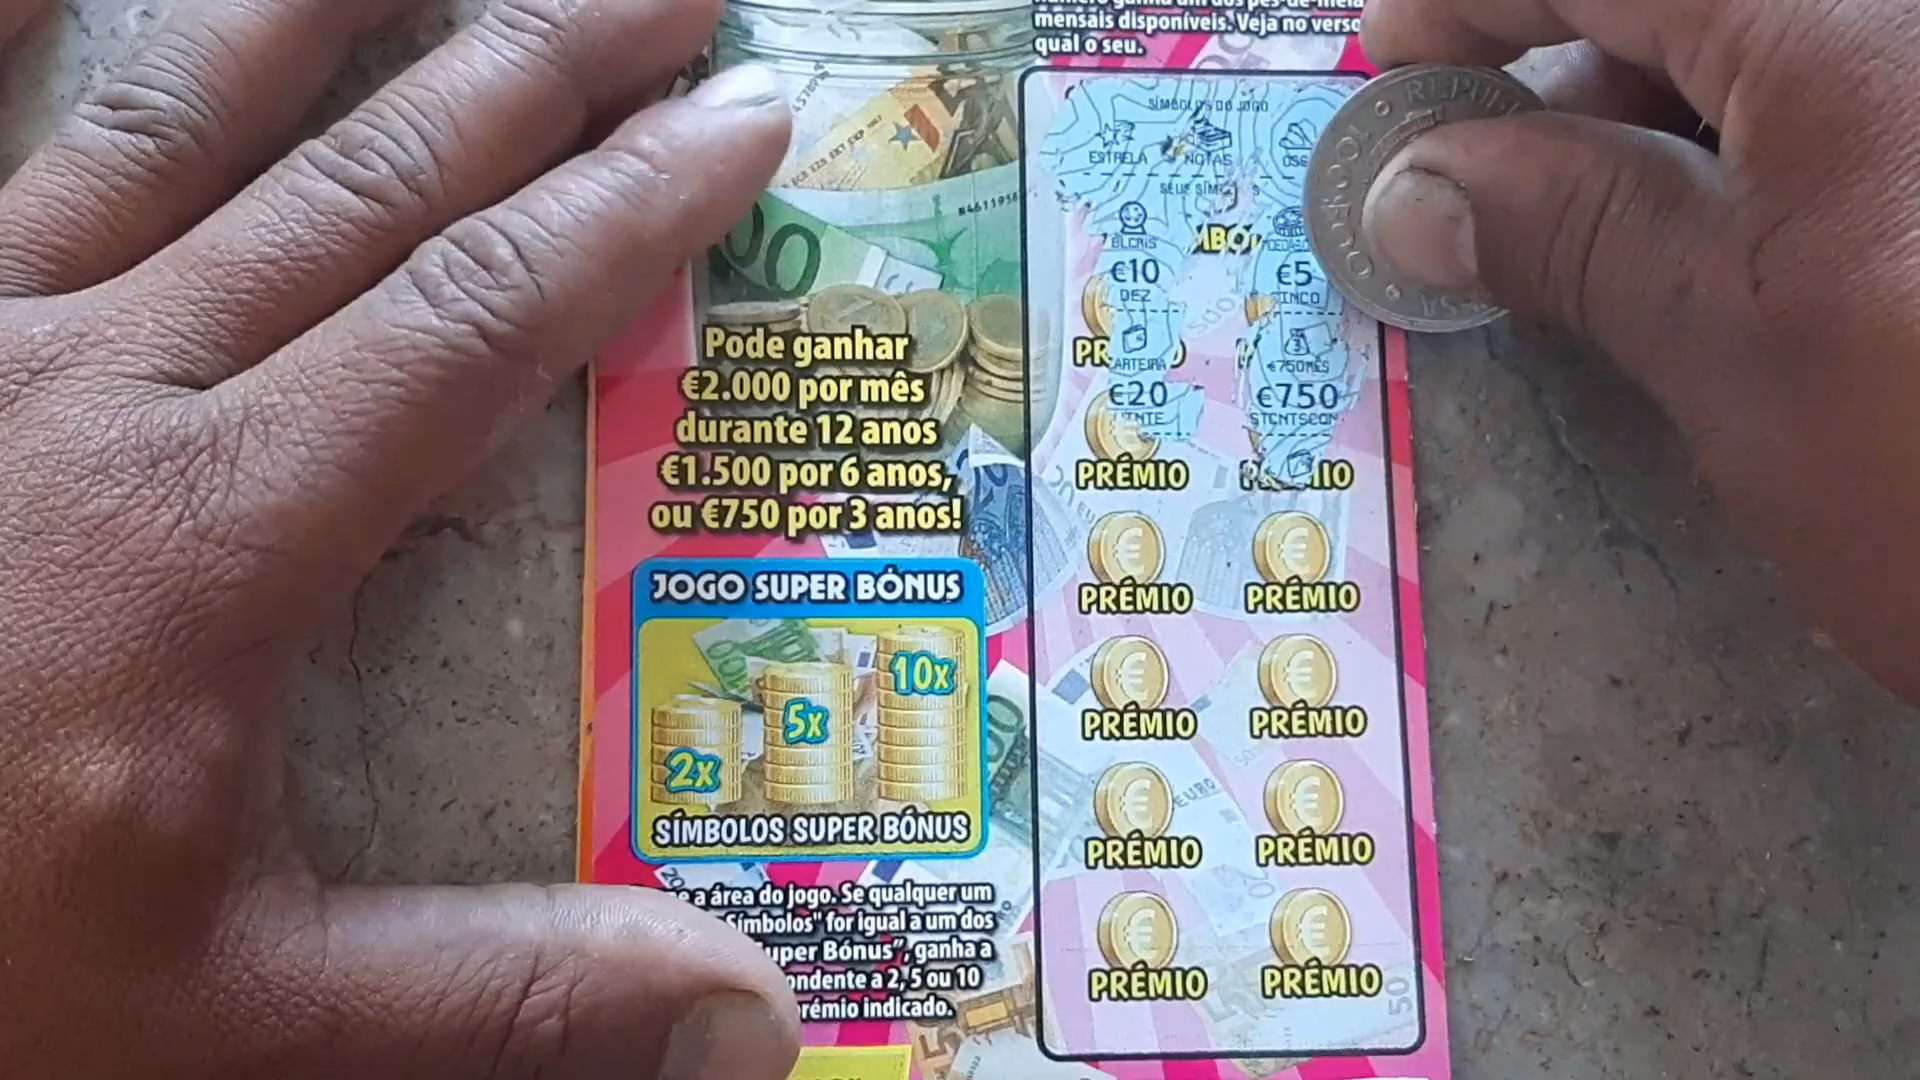 mensais disponíveis. Veja no verso
qual o seu.
SÍMBOLOS DO JOGO
ESTRELA NOTAS
€10 €5
DEZ
€750MÊS
€20 €750
PRÉMIO
PRÉMIO PRÉMIO
PRÉMIO PRÉMIO
PRÉMIO PRÉMIO
PRÉMIO PRÉMIO
Pode ganhar
€2.000 por mês
durante 12 anos
€1.500 por 6 anos,
ou €750 por 3 anos!
JOGO SUPER BÓNUS
10x
5x
2x
SÍMBOLOS SUPER BÓNUS
a área do jogo. Se qualquer um
Símbolos" for igual a um dos
uper Bónus", ganha a
ondente a 2, 5 ou 10
rémio indicado.